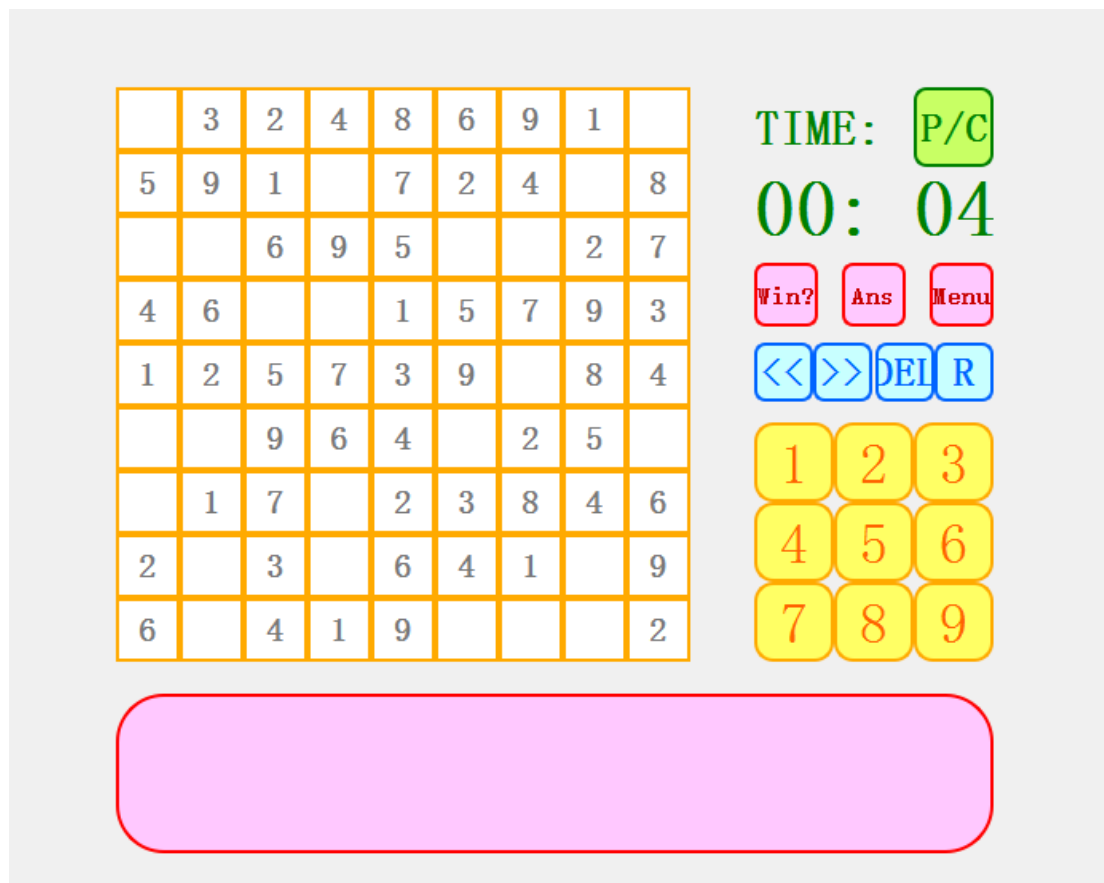 3 2 4 8 6 9 1
5 9 1 7 2 4 8
6 9 5 2 7
4 6 1 5 7 9 3
1 2 5 7 3 9 8 4
9 6 4 2 5
1 7 2 3 8 4 6
2 3 6 4 1 9
6 4 1 9 2
TIME: P/C
00: 04
Win? Ans Menu
<< >> DEL R
1 2 3
4 5 6
7 8 9